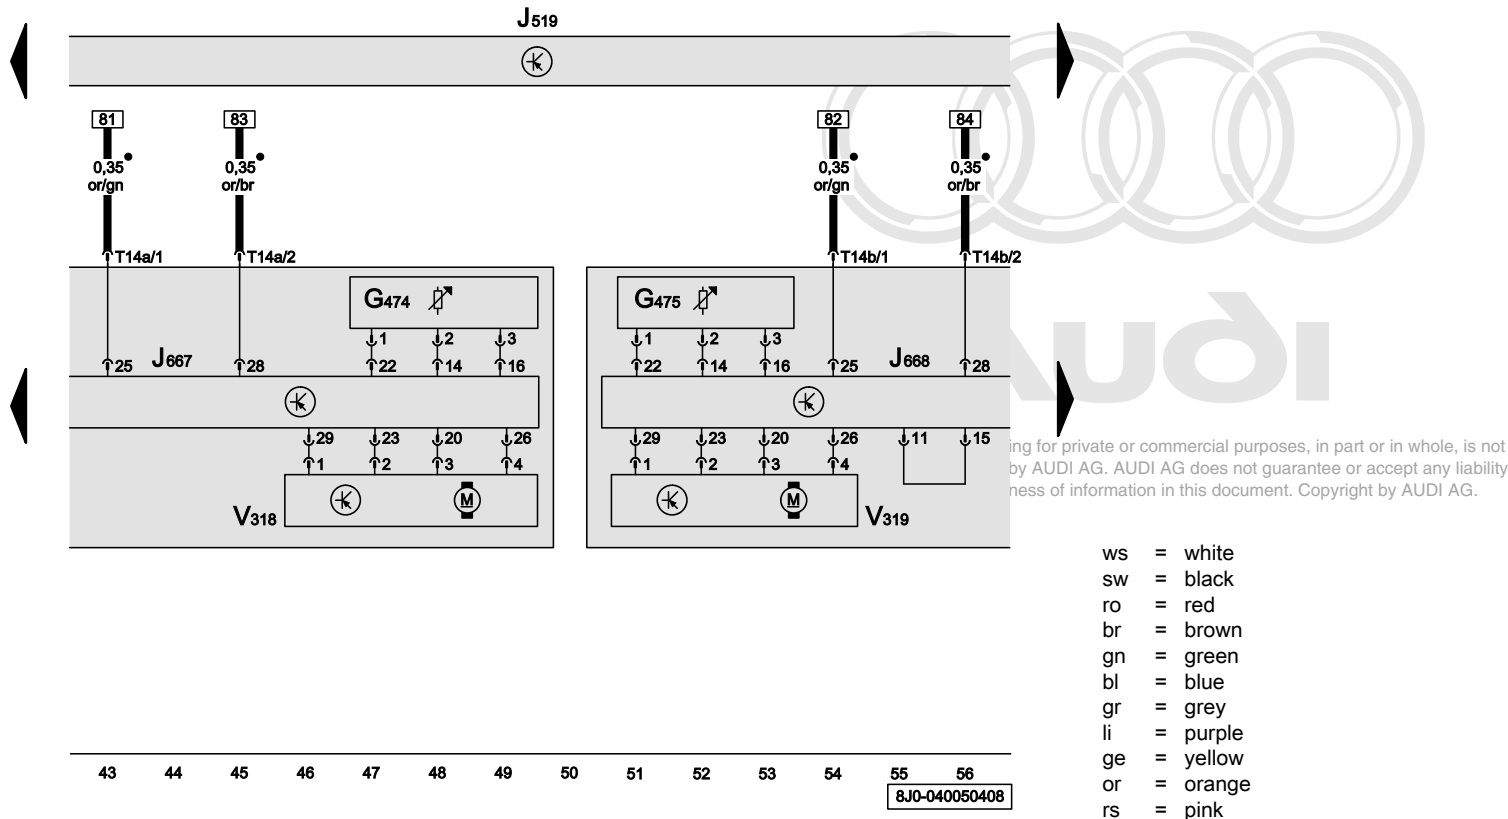 J519
81 83 82 84
0,35 0,35 0,35 0,35
or/gn or/br or/gn or/br
T14a/1 T14a/2 T14b/1 T14b/2
G474 G475
1 2 3 1 2 3
25 J667 28 22 14 16 22 14 16 25 J668 28
29 23 20 26 29 23 20 26 11 15
1 2 3 4 1 2 3 4
M M
V318 V319
AUDI
ing for private or commercial purposes, in part or in whole, is not
by AUDI AG. AUDI AG does not guarantee or accept any liability
ness of information in this document. Copyright by AUDI AG.
ws = white
sw = black
ro = red
br = brown
gn = green
bl = blue
gr = grey
li = purple
ge = yellow
or = orange
rs = pink
43 44 45 46 47 48 49 50 51 52 53 54 55 56
8J0-040050408